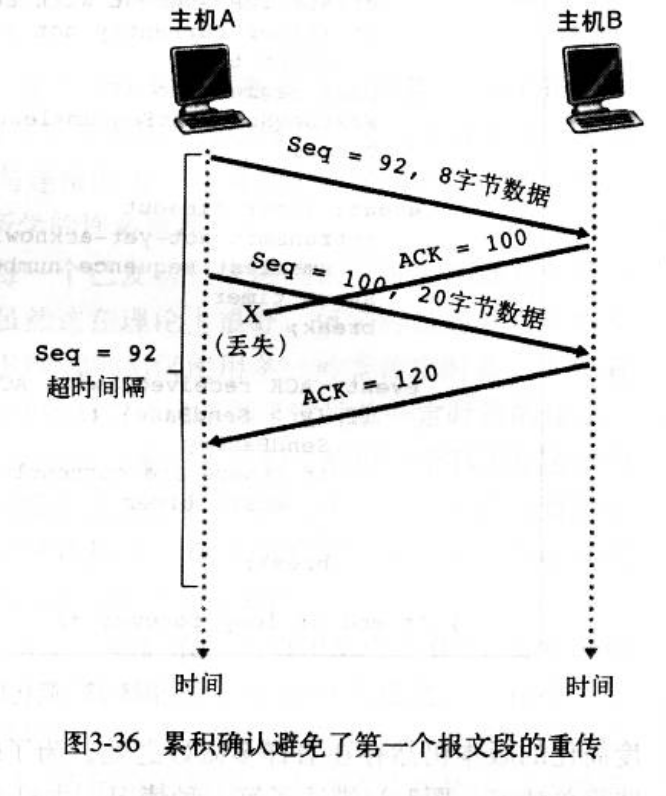 主机A
主机B
Seq = 92, 8字节数据
ACK = 100
Seq = 100, 20字节数据
X
(丢失)
Seq = 92
超时间隔
ACK = 120
时间
时间
图3-36 累积确认避免了第一个报文段的重传